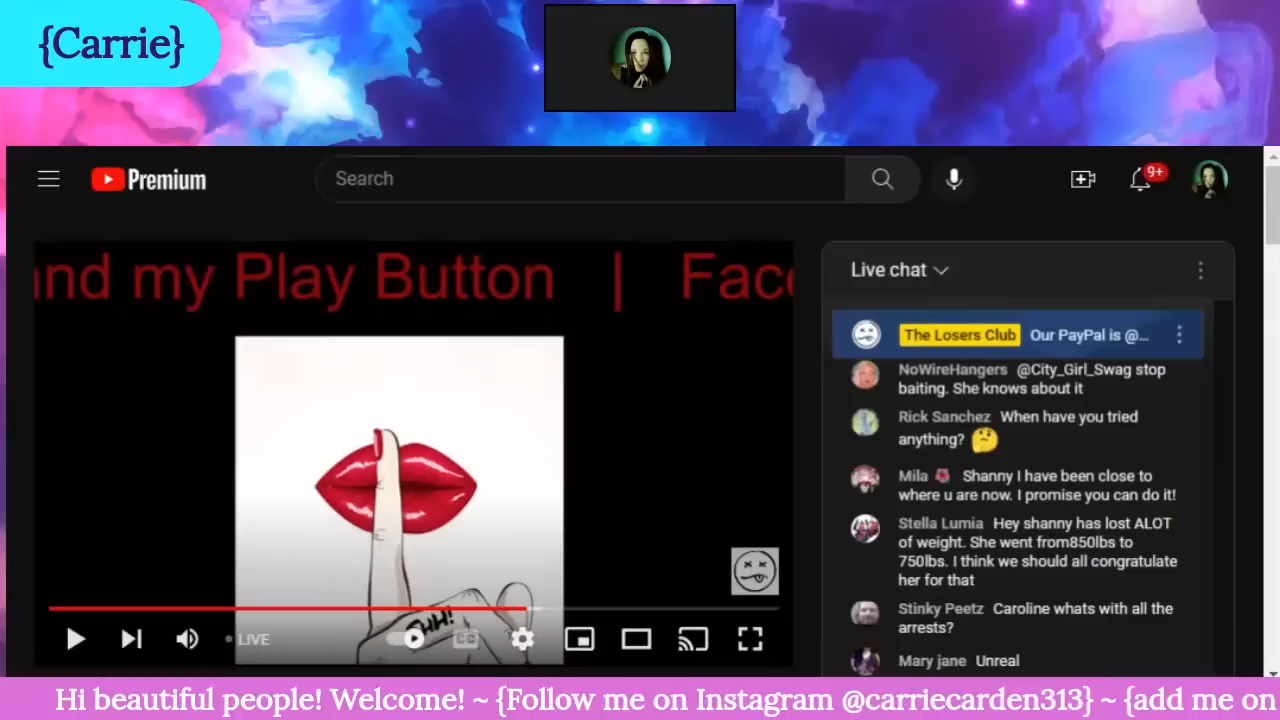 {Carrie}
Premium
Search
9+
and my Play Button | Fac
Live chat
The Losers Club Our PayPal is @...
NoWireHangers @City_Girl_Swag stop
baiting. She knows about it
Rick Sanchez When have you tried
anything?
Mila Shanny I have been close to
where u are now. I promise you can do it!
Stella Lumia Hey shanny has lost ALOT
of weight. She went from850lbs to
750lbs. I think we should all congratulate
her for that
Stinky Peetz Caroline whats with all the
arrests?
Mary jane Unreal
SHH!
LIVE
CC
Hi beautiful people! Welcome! ~ {Follow me on Instagram @carriecarden313} ~ {add me on